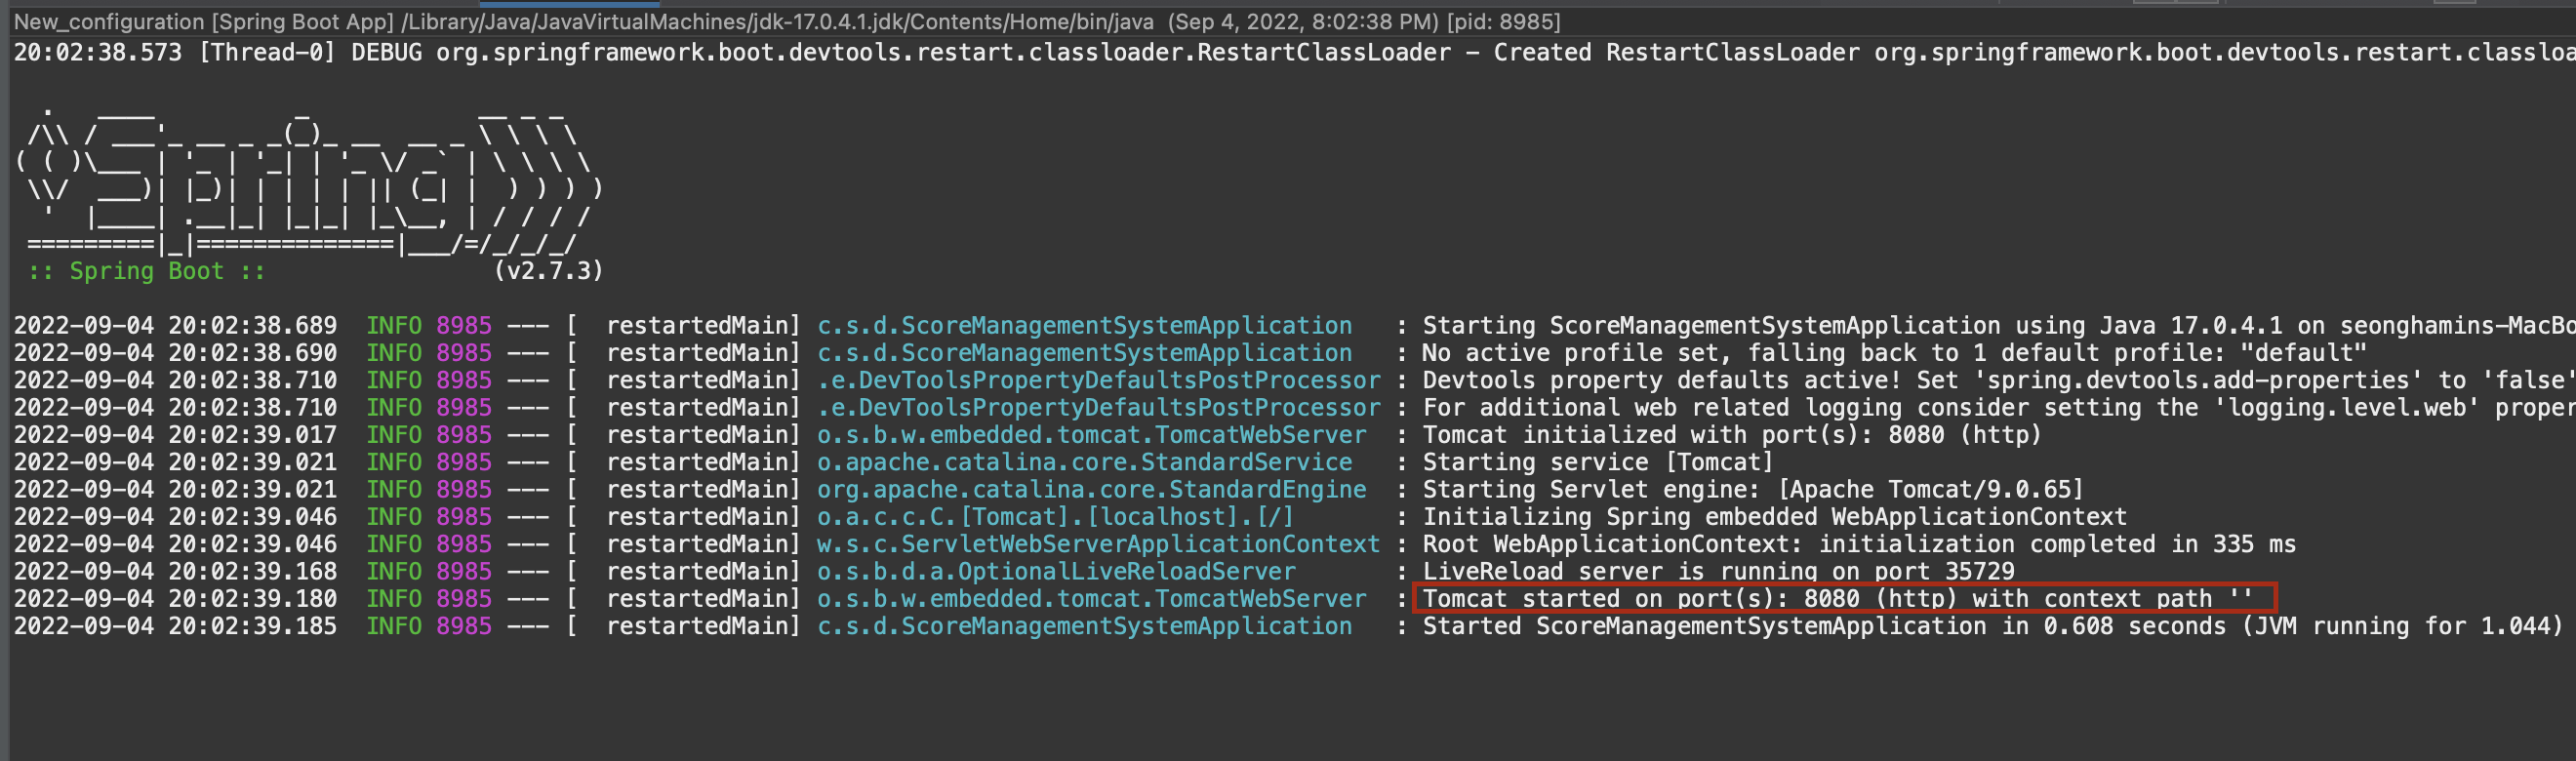 New_configuration [Spring Boot App] /Library/Java/JavaVirtualMachines/jdk-17.0.4.1.jdk/Contents/Home/bin/java  (Sep 4, 2022, 8:02:38 PM) [pid: 8985]
20:02:38.573 [Thread-0] DEBUG org.springframework.boot.devtools.restart.classloader.RestartClassLoader - Created RestartClassLoader org.springframework.boot.devtools.restart.classloa
  .   ____          _            __ _ _
 /\\ / ___'_ __ _ _(_)_ __  __ _ \ \ \ \
( ( )\___ | '_ | '_| | '_ \/ _` | \ \ \ \
 \\/  ___)| |_)| | | | | || (_| |  ) ) ) )
  '  |____| .__|_| |_|_| |_\__, | / / / /
 =========|_|==============|___/=/_/_/_/
 :: Spring Boot ::                (v2.7.3)
2022-09-04 20:02:38.689  INFO 8985 --- [  restartedMain] c.s.d.ScoreManagementSystemApplication   : Starting ScoreManagementSystemApplication using Java 17.0.4.1 on seonghamins-MacBo
2022-09-04 20:02:38.690  INFO 8985 --- [  restartedMain] c.s.d.ScoreManagementSystemApplication   : No active profile set, falling back to 1 default profile: "default"
2022-09-04 20:02:38.710  INFO 8985 --- [  restartedMain] .e.DevToolsPropertyDefaultsPostProcessor : Devtools property defaults active! Set 'spring.devtools.add-properties' to 'false'
2022-09-04 20:02:38.710  INFO 8985 --- [  restartedMain] .e.DevToolsPropertyDefaultsPostProcessor : For additional web related logging consider setting the 'logging.level.web' proper
2022-09-04 20:02:39.017  INFO 8985 --- [  restartedMain] o.s.b.w.embedded.tomcat.TomcatWebServer  : Tomcat initialized with port(s): 8080 (http)
2022-09-04 20:02:39.021  INFO 8985 --- [  restartedMain] o.apache.catalina.core.StandardService   : Starting service [Tomcat]
2022-09-04 20:02:39.021  INFO 8985 --- [  restartedMain] org.apache.catalina.core.StandardEngine  : Starting Servlet engine: [Apache Tomcat/9.0.65]
2022-09-04 20:02:39.046  INFO 8985 --- [  restartedMain] o.a.c.c.C.[Tomcat].[localhost].[/]       : Initializing Spring embedded WebApplicationContext
2022-09-04 20:02:39.046  INFO 8985 --- [  restartedMain] w.s.c.ServletWebServerApplicationContext : Root WebApplicationContext: initialization completed in 335 ms
2022-09-04 20:02:39.168  INFO 8985 --- [  restartedMain] o.s.b.d.a.OptionalLiveReloadServer       : LiveReload server is running on port 35729
2022-09-04 20:02:39.180  INFO 8985 --- [  restartedMain] o.s.b.w.embedded.tomcat.TomcatWebServer  : Tomcat started on port(s): 8080 (http) with context path ''
2022-09-04 20:02:39.185  INFO 8985 --- [  restartedMain] c.s.d.ScoreManagementSystemApplication   : Started ScoreManagementSystemApplication in 0.608 seconds (JVM running for 1.044)